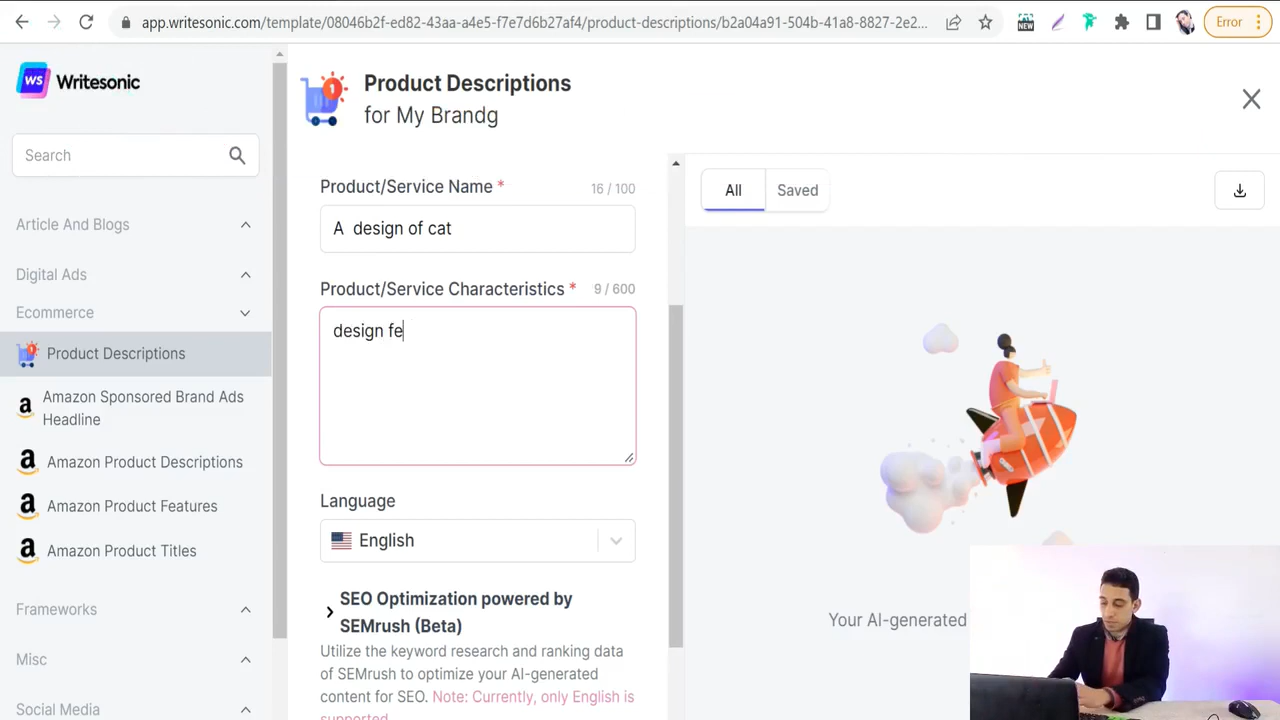 app.writesonic.com/template/08046b2f-ed82-43aa-a4e5-f7e7d6b27af4/product-descriptions/b2a04a91-504b-41a8-8827-2e2...
NEW
Error
WS
Writesonic
Search
Article And Blogs
Digital Ads
Ecommerce
Product Descriptions
Amazon Sponsored Brand Ads
Headline
Amazon Product Descriptions
Amazon Product Features
Amazon Product Titles
Frameworks
Misc
Social Media
1
Product Descriptions
for My Brandg
Product/Service Name *
16 / 100
A  design of cat
Product/Service Characteristics *
9 / 600
design fe
Language
English
SEO Optimization powered by
SEMrush (Beta)
Utilize the keyword research and ranking data
of SEMrush to optimize your AI-generated
content for SEO. Note: Currently, only English is
supported.
All
Saved
Your AI-generated